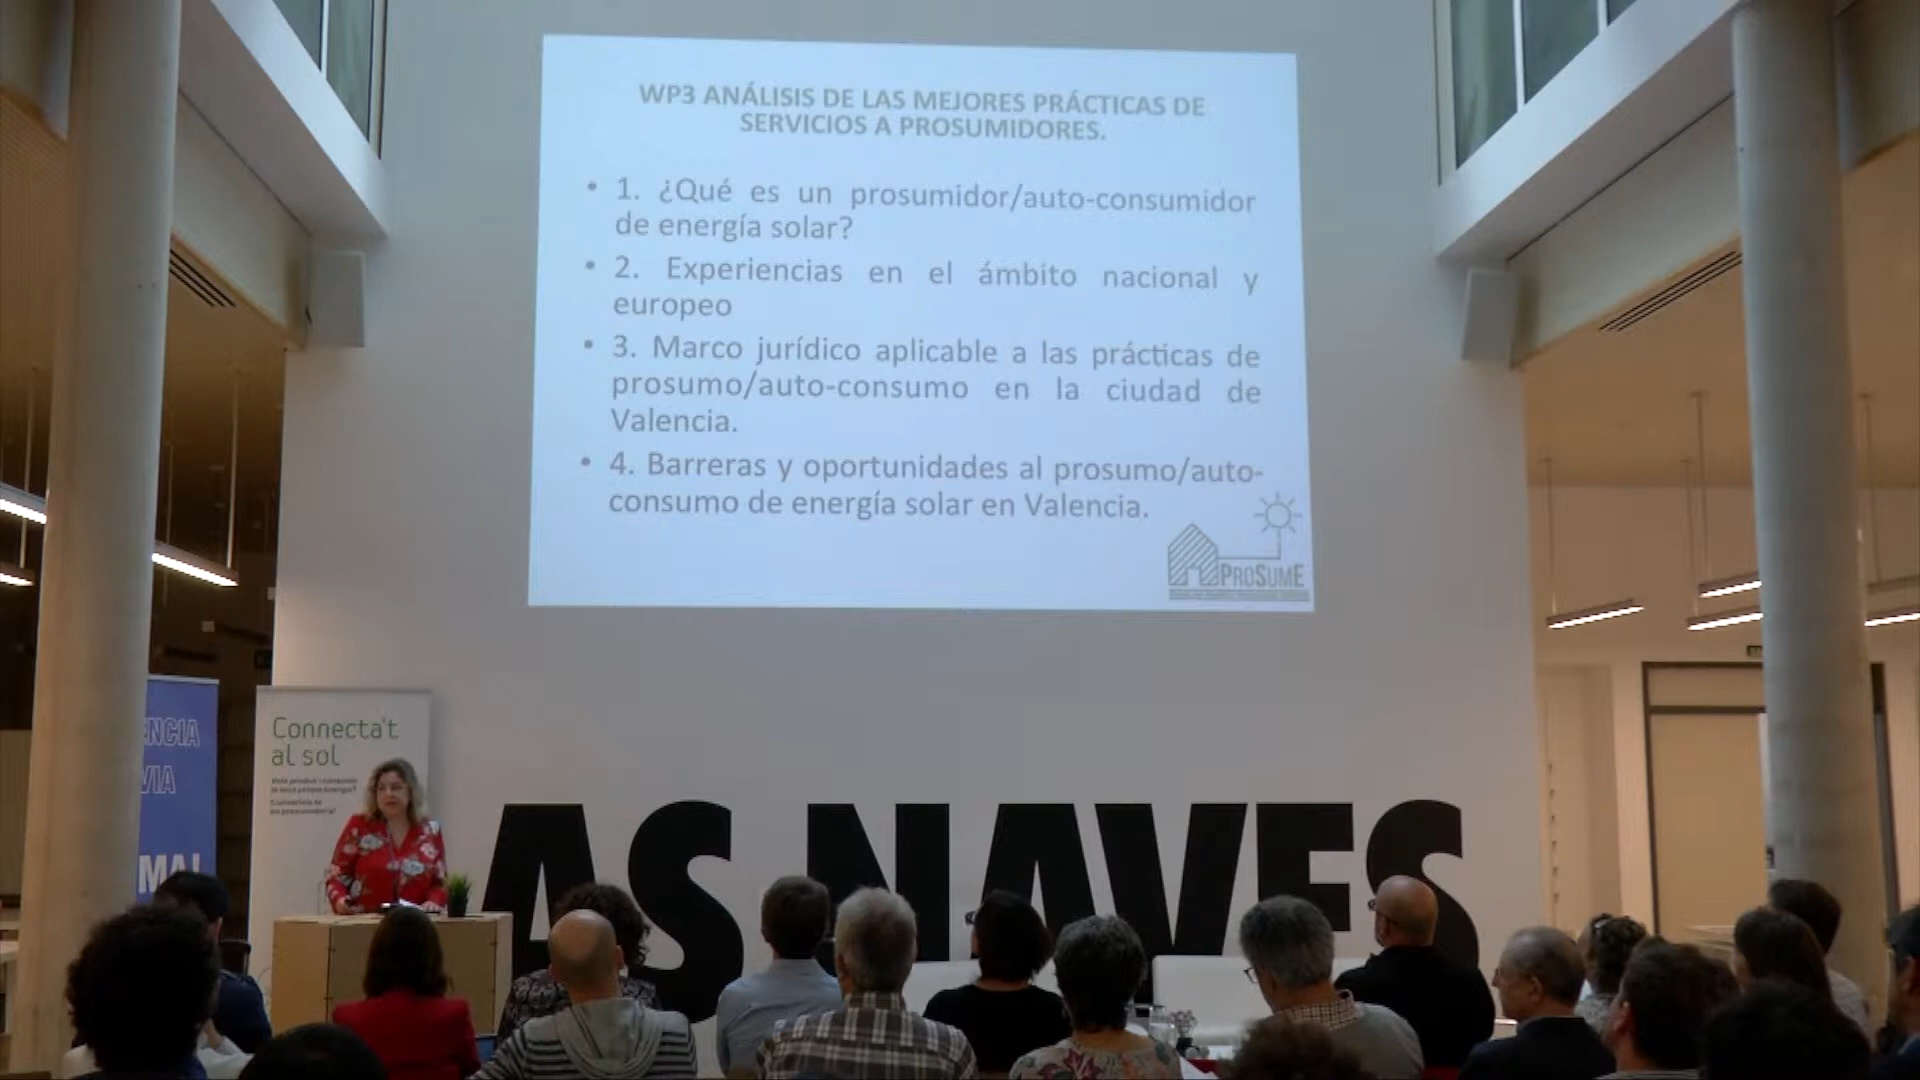 WP3 ANÁLISIS DE LAS MEJORES PRÁCTICAS DE
SERVICIOS A PROSUMIDORES.
• 1. ¿Qué es un prosumidor/auto-consumidor
de energía solar?
• 2. Experiencias en el ámbito nacional y
europeo
• 3. Marco jurídico aplicable a las prácticas de
prosumo/auto-consumo en la ciudad de
Valencia.
• 4. Barreras y oportunidades al prosumo/auto-
consumo de energía solar en Valencia.
PROSUME
ENCIA
VIA
MA!
Connecta't
al sol
AS NAVES